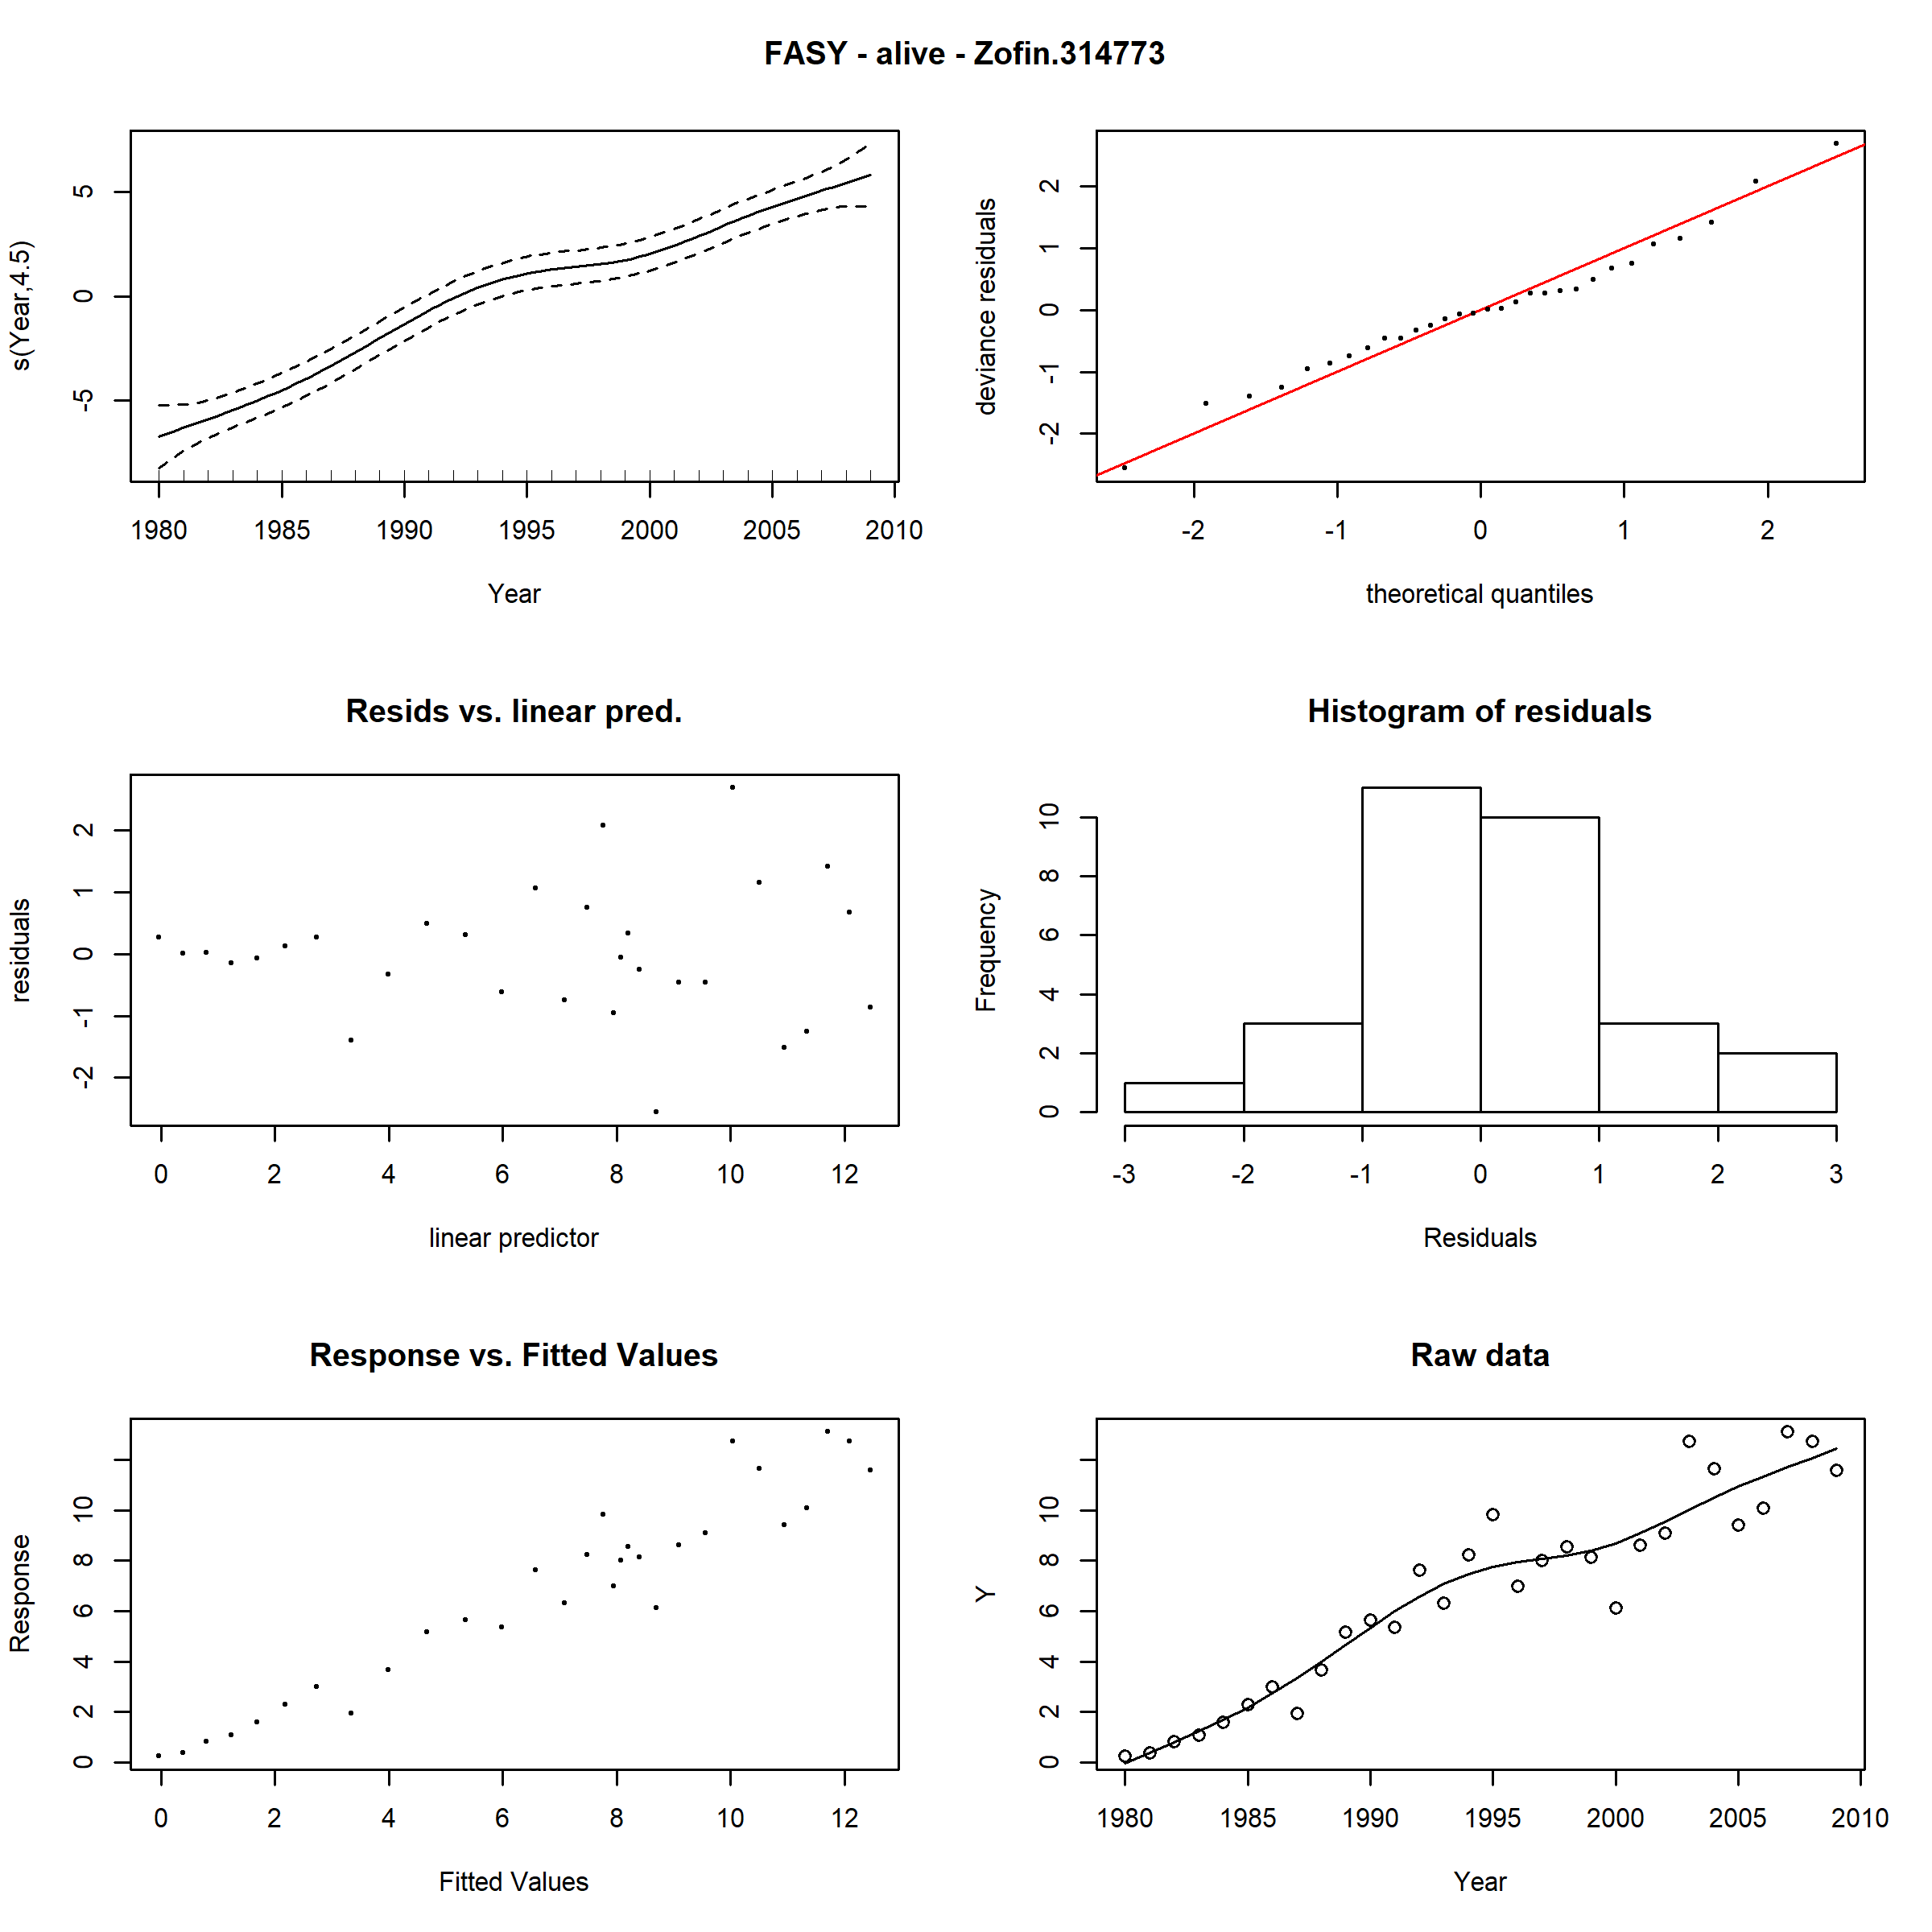 FASY - alive - Zofin.314773
s(Year,4.5)
5
0
-5
1980 1985 1990 1995 2000 2005 2010
Year
deviance residuals
2
1
0
-1
-2
-2 -1 0 1 2
theoretical quantiles
Resids vs. linear pred.
residuals
2
1
0
-1
-2
0 2 4 6 8 10 12
linear predictor
Histogram of residuals
Frequency
10
8
6
4
2
0
-3 -2 -1 0 1 2 3
Residuals
Response vs. Fitted Values
Response
10
8
6
4
2
0
0 2 4 6 8 10 12
Fitted Values
Raw data
Y
10
8
6
4
2
0
1980 1985 1990 1995 2000 2005 2010
Year